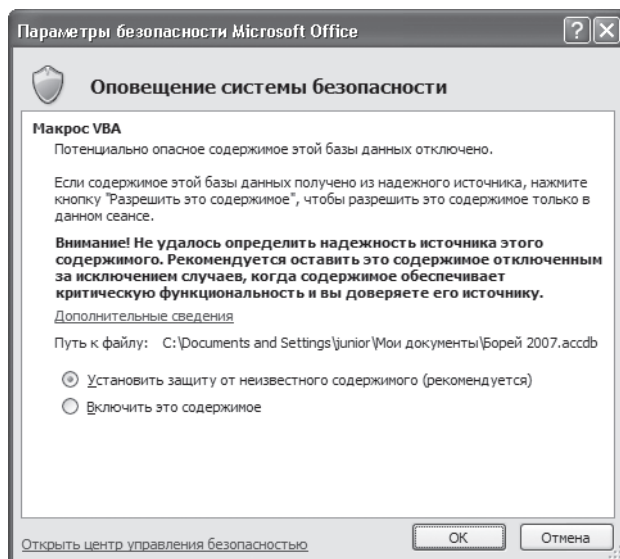 Параметры безопасности Microsoft Office
Оповещение системы безопасности
Макрос VBA
Потенциально опасное содержимое этой базы данных отключено.
Если содержимое этой базы данных получено из надежного источника, нажмите
кнопку "Разрешить это содержимое", чтобы разрешить это содержимое только в
данном сеансе.
Внимание! Не удалось определить надежность источника этого
содержимого. Рекомендуется оставить это содержимое отключенным
за исключением случаев, когда содержимое обеспечивает
критическую функциональность и вы доверяете его источнику.
Дополнительные сведения
Путь к файлу: C:\Documents and Settings\junior\Мои документы\Борей 2007.accdb
Установить защиту от неизвестного содержимого (рекомендуется)
Включить это содержимое
Открыть центр управления безопасностью
ОК
Отмена